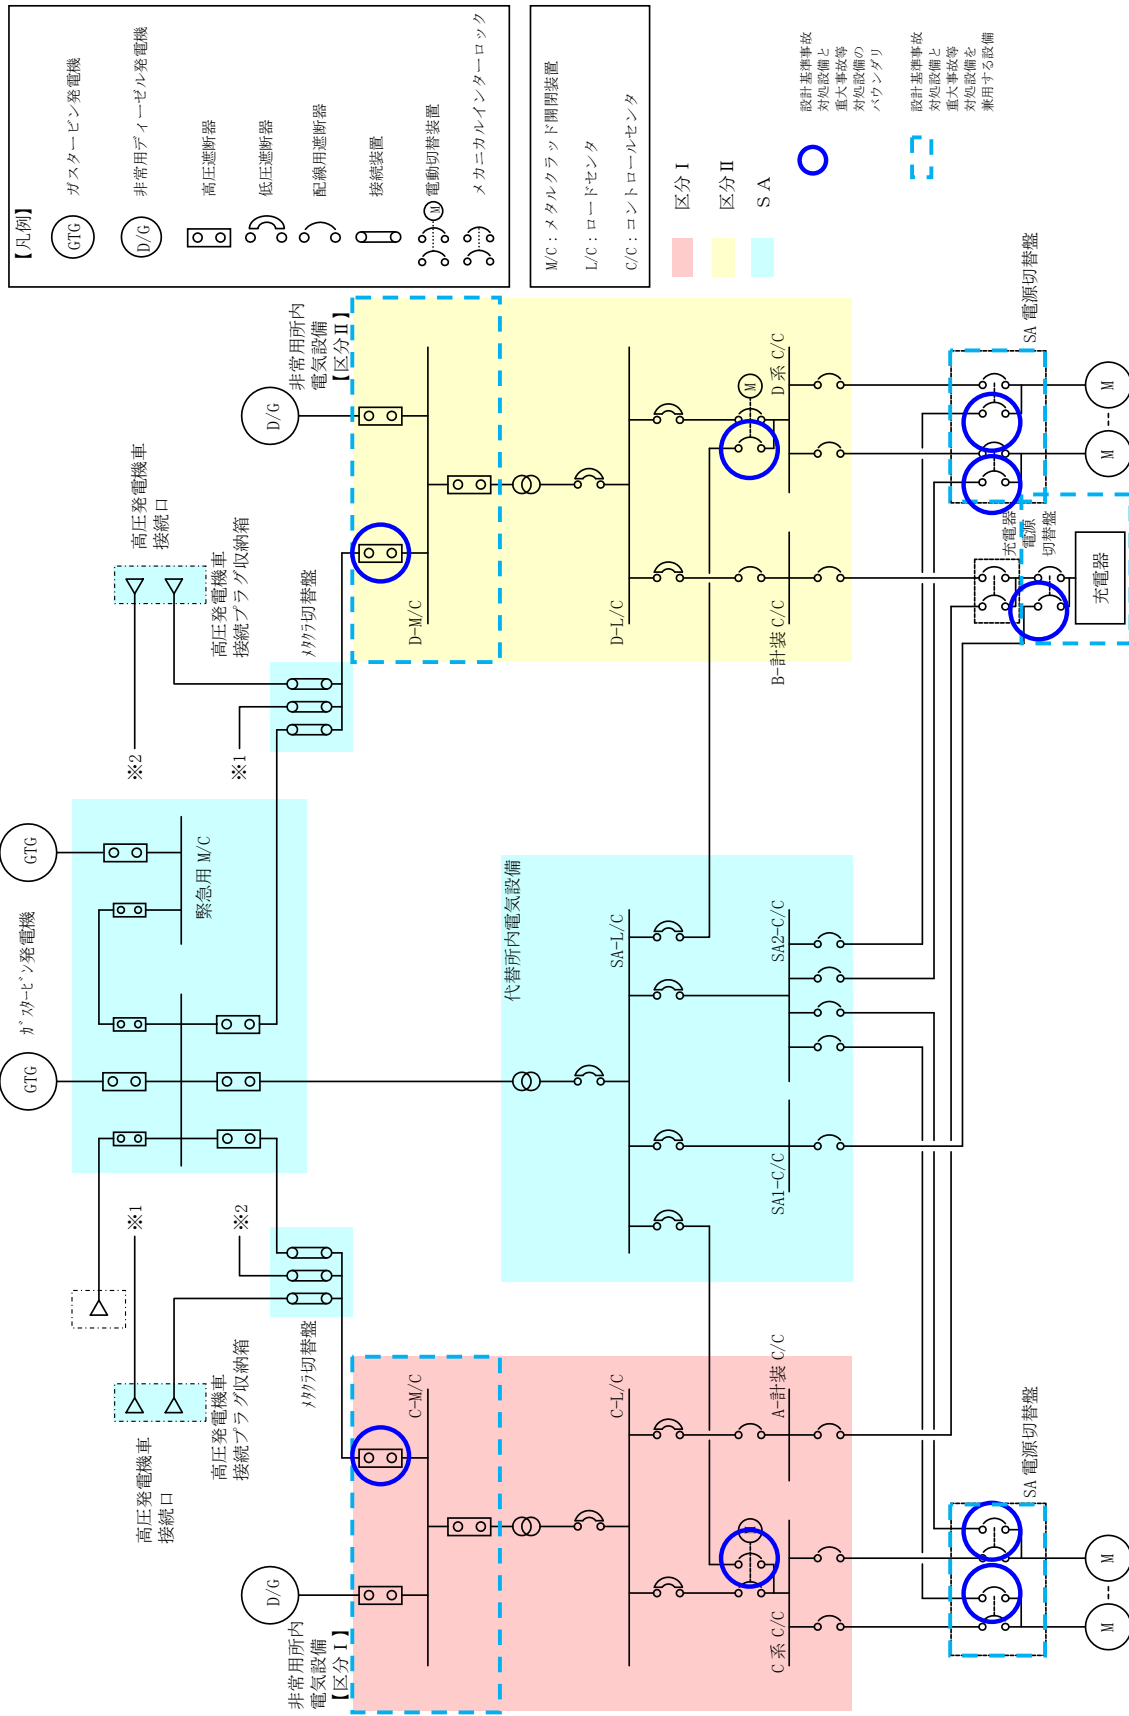 【凡例】
GTG
ガスタービン発電機
D/G
非常用ディーゼル発電機
高圧遮断器
低圧遮断器
配線用遮断器
接続装置
M
電動切替装置
メカニカルインターロック
M/C：メタルクラッド開閉装置
L/C：ロードセンタ
C/C：コントロールセンタ
区分Ⅰ
区分Ⅱ
ＳＡ
設計基準事故
対処設備と
重大事故等
対処設備の
バウンダリ
設計基準事故
対処設備と
重大事故等
対処設備を
兼用する設備
ｶﾞｽﾀｰﾋﾞﾝ発電機
GTG
GTG
緊急用 M/C
※1
※2
※2
※1
高圧発電機車
接続口
高圧発電機車
接続プラグ収納箱
ﾒﾀｸﾗ切替盤
高圧発電機車
接続口
高圧発電機車
接続プラグ収納箱
ﾒﾀｸﾗ切替盤
非常用所内
電気設備
【区分Ⅰ】
D/G
C-M/C
C-L/C
C系 C/C
A-計装 C/C
M
代替所内電気設備
SA-L/C
SA1-C/C
SA2-C/C
非常用所内
電気設備
【区分Ⅱ】
D/G
D-M/C
D-L/C
B-計装 C/C
D系 C/C
M
SA 電源切替盤
M
M
SA 電源切替盤
M
M
充電器
電源
切替盤
充電器